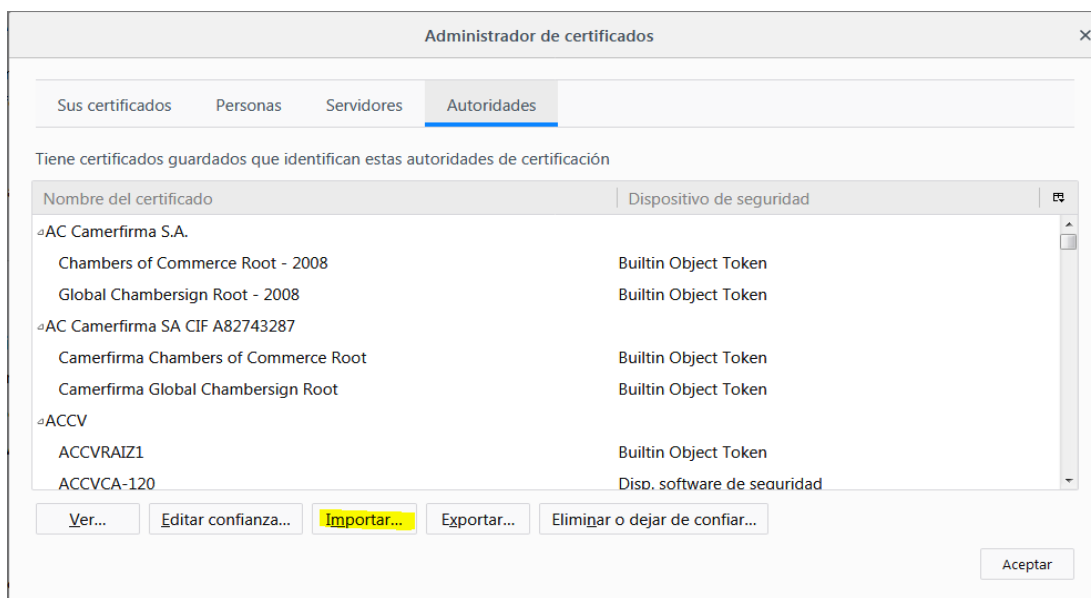 Administrador de certificados
Sus certificados Personas Servidores Autoridades
Tiene certificados guardados que identifican estas autoridades de certificación
Nombre del certificado Dispositivo de seguridad
AC Camerfirma S.A.
Chambers of Commerce Root - 2008 Builtin Object Token
Global Chambersign Root - 2008 Builtin Object Token
AC Camerfirma SA CIF A82743287
Camerfirma Chambers of Commerce Root Builtin Object Token
Camerfirma Global Chambersign Root Builtin Object Token
ACCV
ACCVRAIZ1 Builtin Object Token
ACCVCA-120 Disp. software de seguridad
Ver... Editar confianza... Importar... Exportar... Eliminar o dejar de confiar...
Aceptar